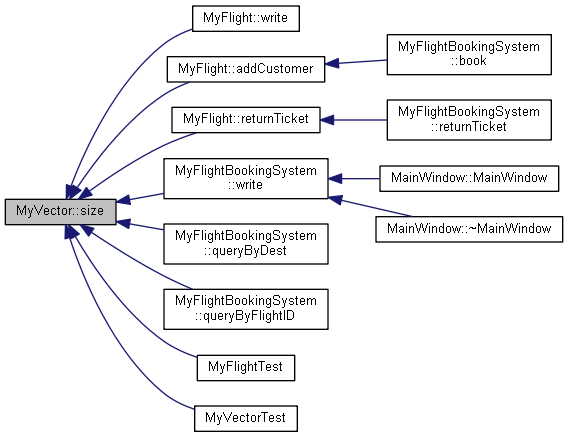 MyFlight::write
MyFlight::addCustomer
MyFlightBookingSystem
::book
MyFlight::returnTicket
MyFlightBookingSystem
::returnTicket
MyFlightBookingSystem
::write
MainWindow::MainWindow
MainWindow::~MainWindow
MyVector::size
MyFlightBookingSystem
::queryByDest
MyFlightBookingSystem
::queryByFlightID
MyFlightTest
MyVectorTest